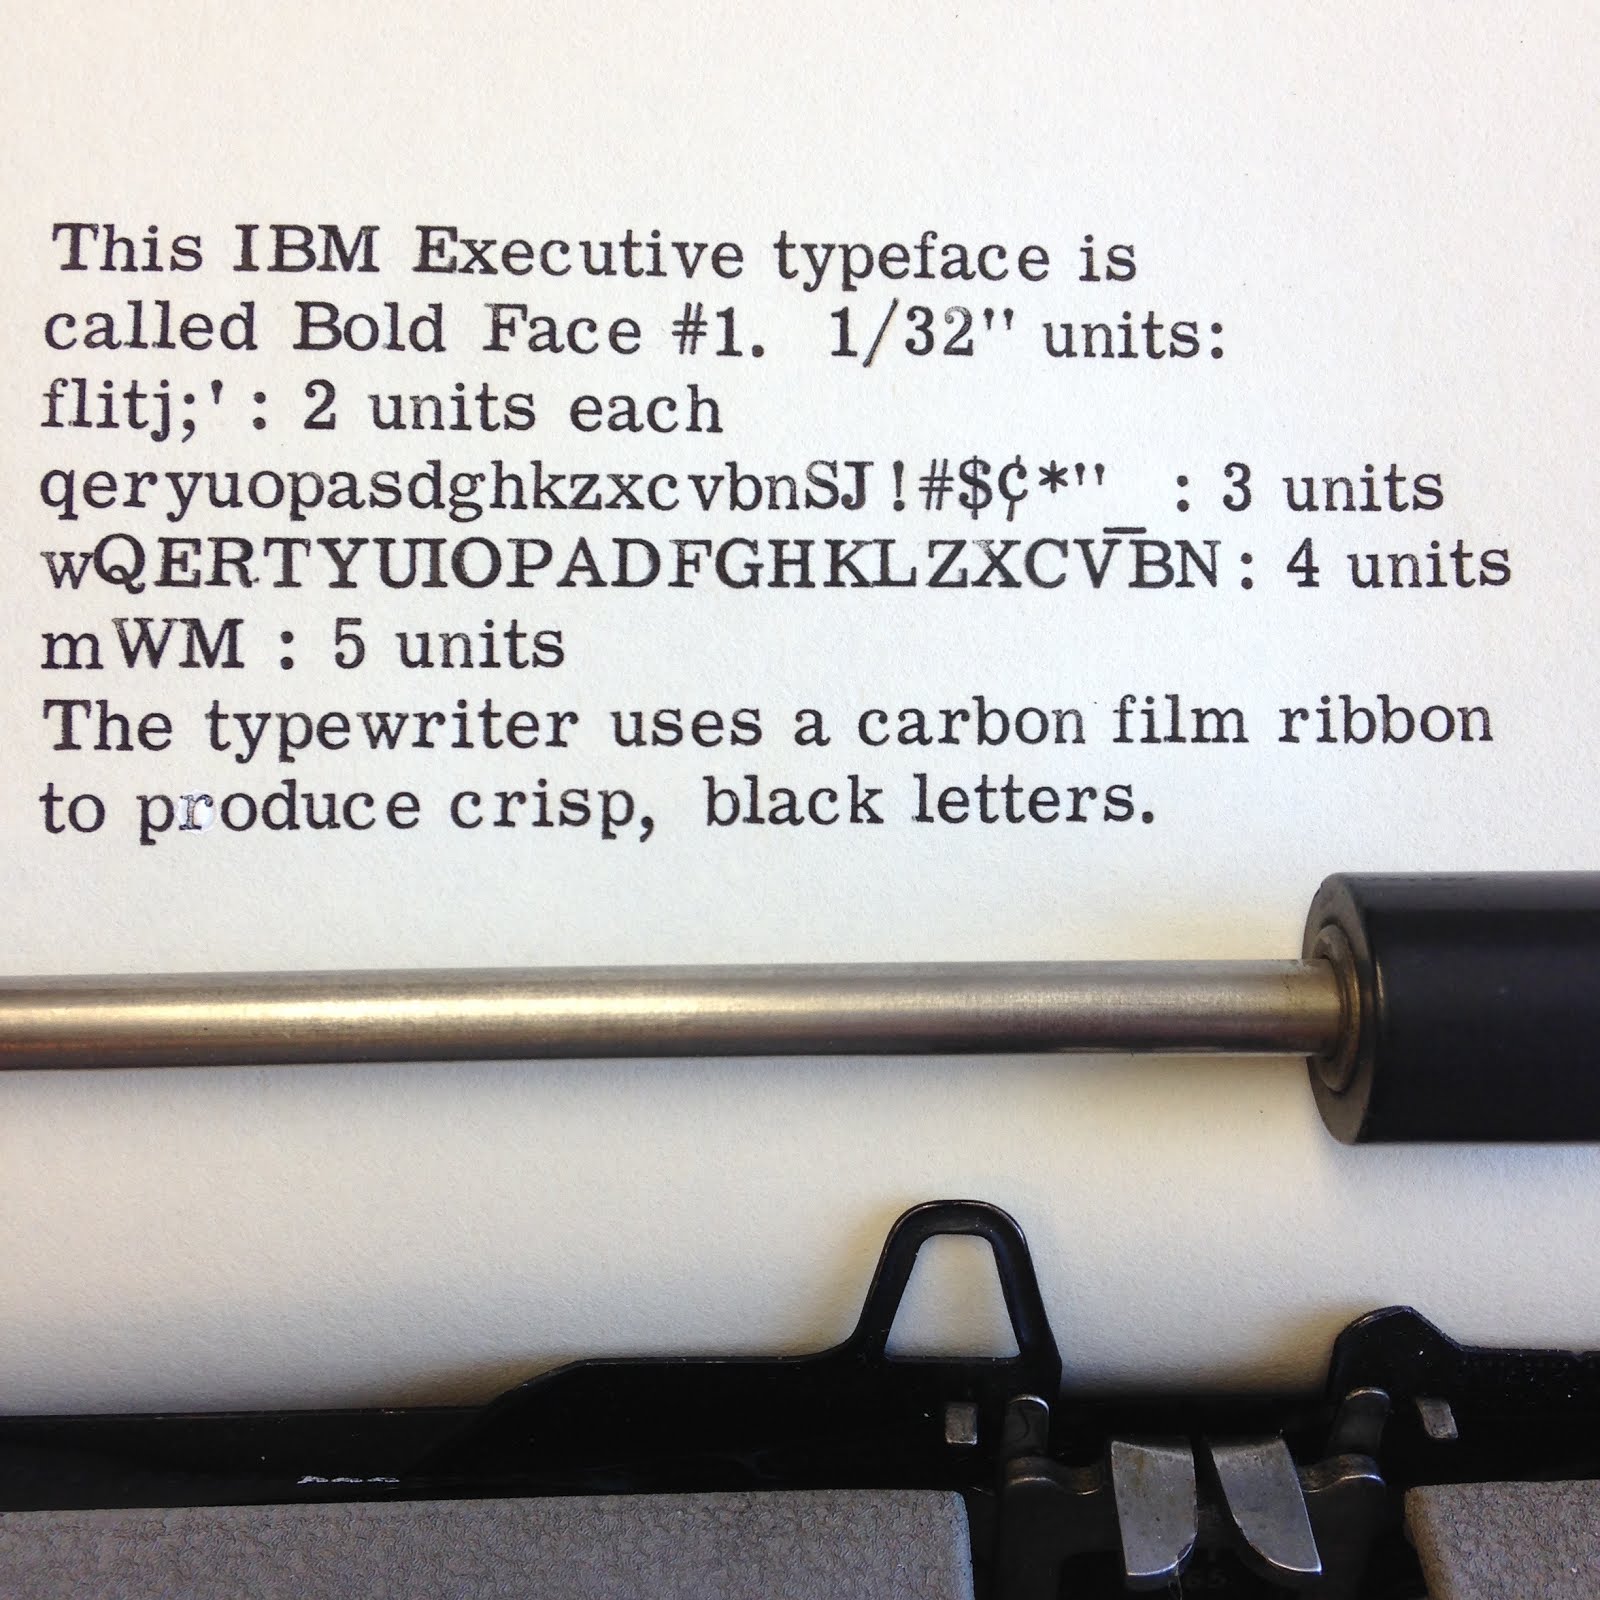 This IBM Executive typeface is
called Bold Face #1.  1/32" units:
flitj;' : 2 units each
qeryuopasdghkzxcvbnSJ!#$¢*"_ : 3 units
wQERTYUIOPADFGHKLZXCVBN: 4 units
mWM : 5 units
The typewriter uses a carbon film ribbon
to produce crisp, black letters.